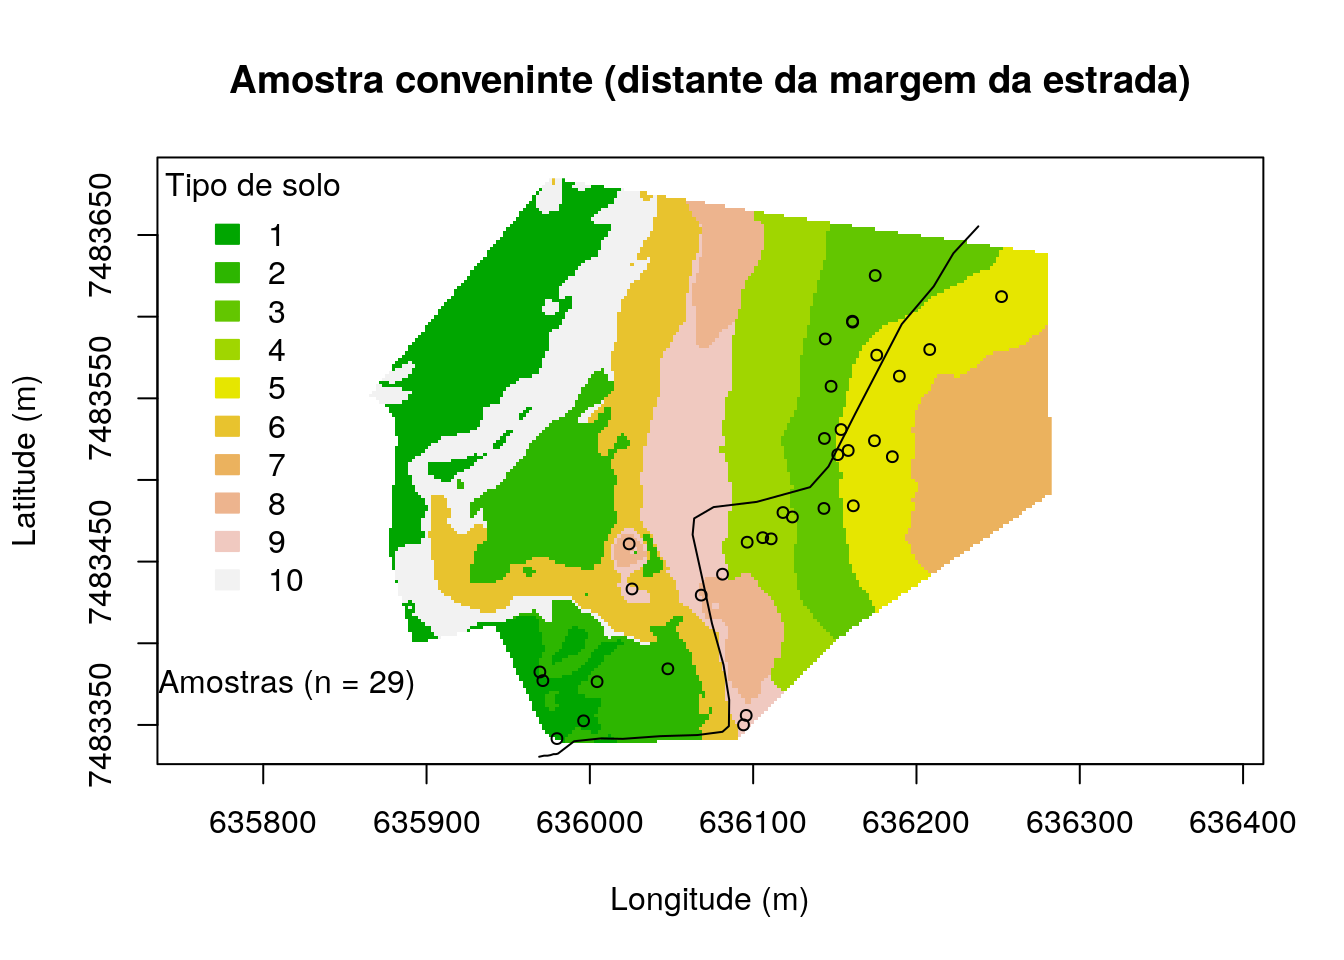 Amostra conveninte (distante da margem da estrada)
Tipo de solo
1
2
3
4
5
6
7
8
9
10
Amostras (n = 29)
Latitude (m)
7483650
7483550
7483450
7483350
635800 635900 636000 636100 636200 636300 636400
Longitude (m)